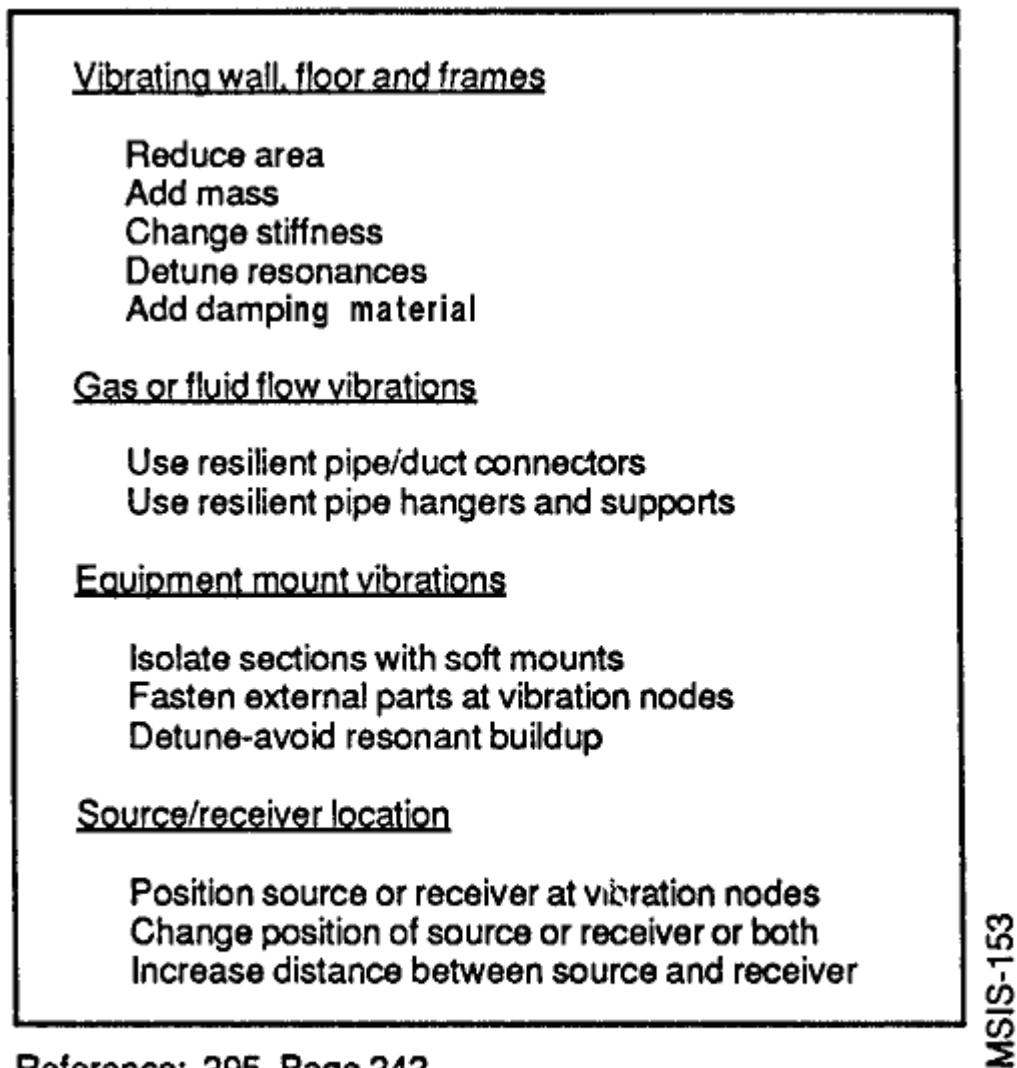 Vibrating wall, floor and frames
Reduce area
Add mass
Change stiffness
Detune resonances
Add damping material
Gas or fluid flow vibrations
Use resilient pipe/duct connectors
Use resilient pipe hangers and supports
Equipment mount vibrations
Isolate sections with soft mounts
Fasten external parts at vibration nodes
Detune-avoid resonant buildup
Source/receiver location
Position source or receiver at vibration nodes
Change position of source or receiver or both
Increase distance between source and receiver
MSIS-153
Reference: 295, Page 242